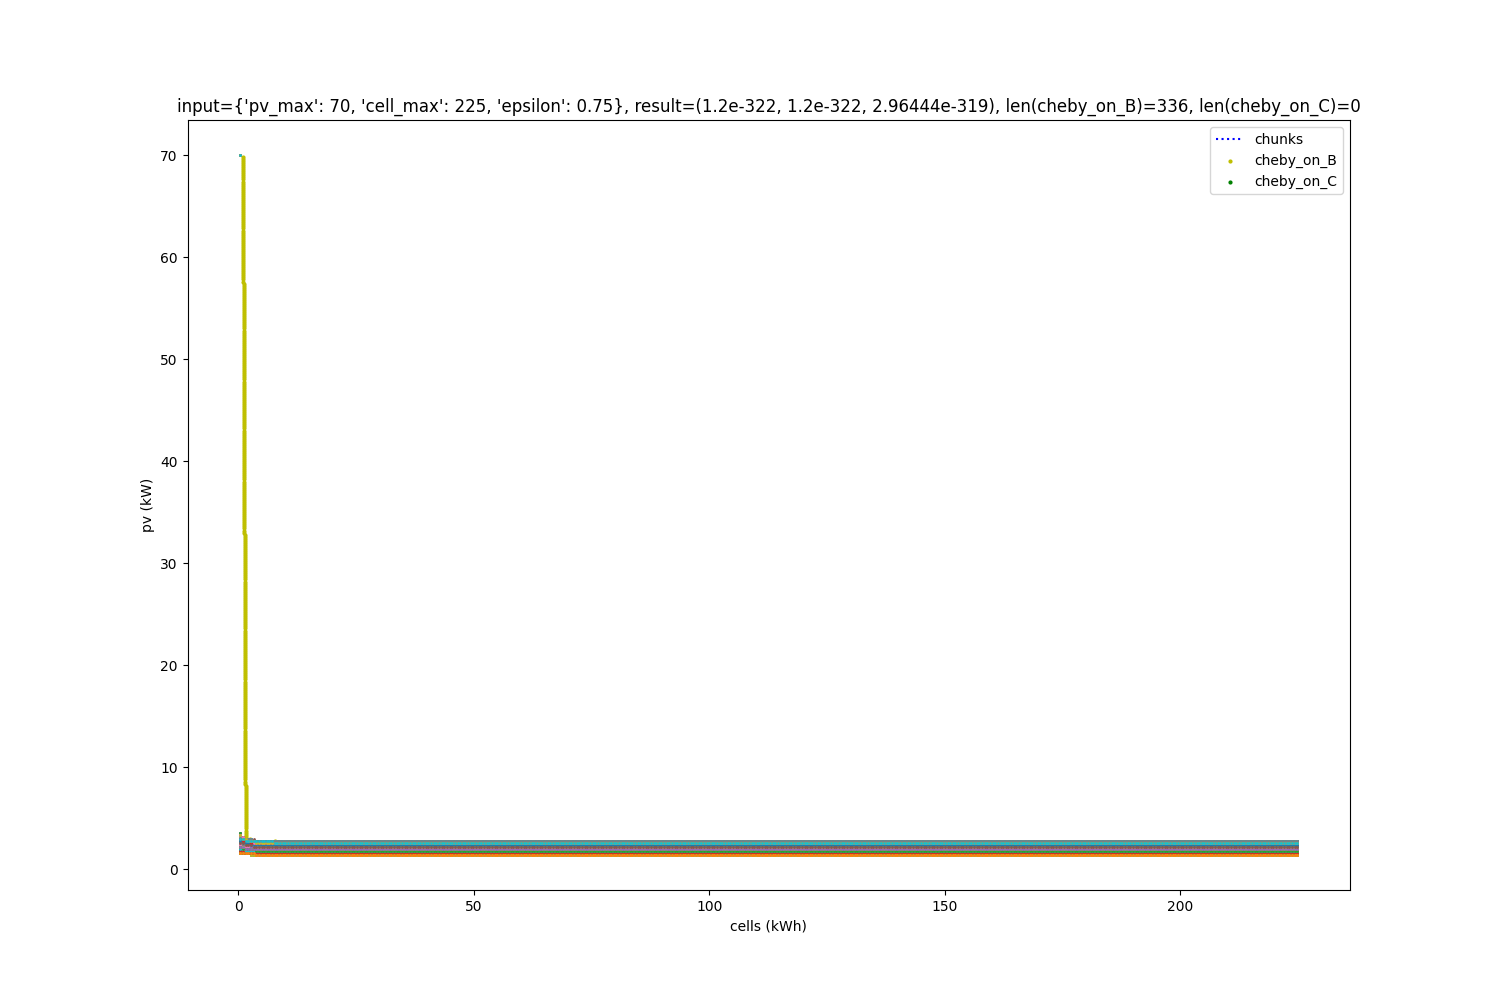 input={'pv_max': 70, 'cell_max': 225, 'epsilon': 0.75}, result=(1.2e-322, 1.2e-322, 2.96444e-319), len(cheby_on_B)=336, len(cheby_on_C)=0
chunks
cheby_on_B
cheby_on_C
70
60
50
40
30
20
10
0
pv (kW)
0 50 100 150 200
cells (kWh)